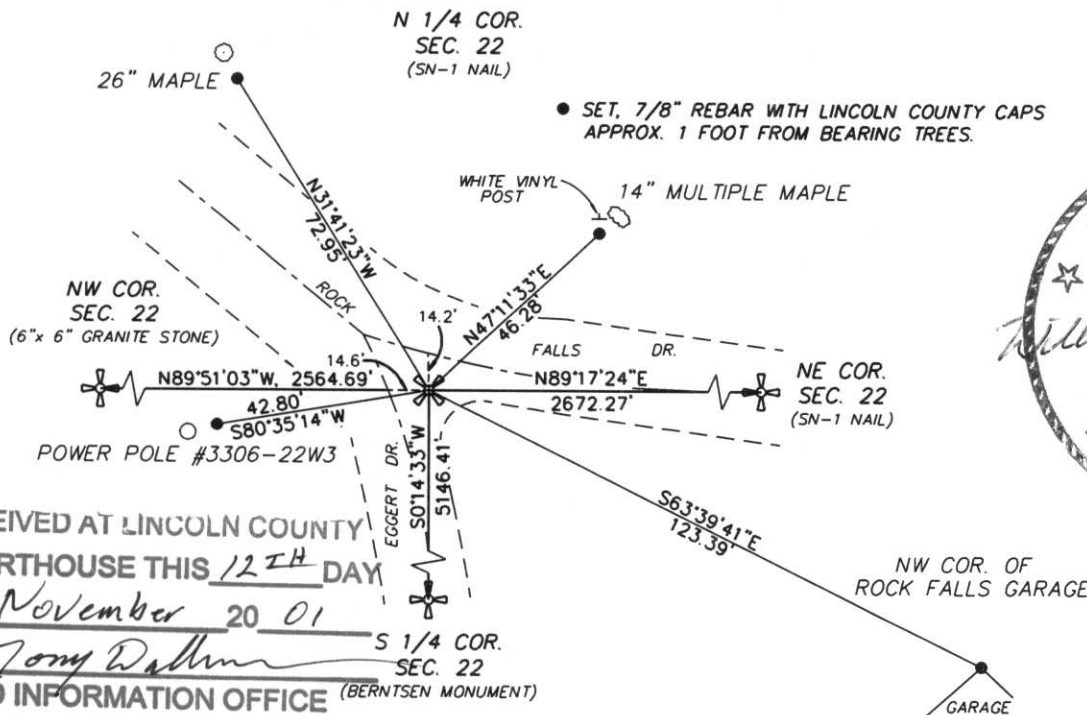 N 1/4 COR.
SEC. 22
(SN-1 NAIL)
26" MAPLE
SET, 7/8" REBAR WITH LINCOLN COUNTY CAPS
APPROX. 1 FOOT FROM BEARING TREES.
WHITE VINYL
POST
14" MULTIPLE MAPLE
N31°41'23"W
72.95'
N47°11'33"E
46.28'
NW COR.
SEC. 22
(6"x 6" GRANITE STONE)
ROCK
14.2'
FALLS DR.
14.6'
N89°51'03"W, 2564.69'
N89°17'24"E
2672.27'
NE COR.
SEC. 22
(SN-1 NAIL)
42.80'
S80°35'14"W
POWER POLE #3306-22W3
EGGERT DR.
S0°14'33"W
5146.41'
S63°39'41"E
123.39'
NW COR. OF
ROCK FALLS GARAGE
GARAGE
EIVED AT LINCOLN COUNTY
RTHOUSE THIS 12TH DAY
November 20 01
Tony Dallman
INFORMATION OFFICE
S 1/4 COR.
SEC. 22
(BERNTSEN MONUMENT)